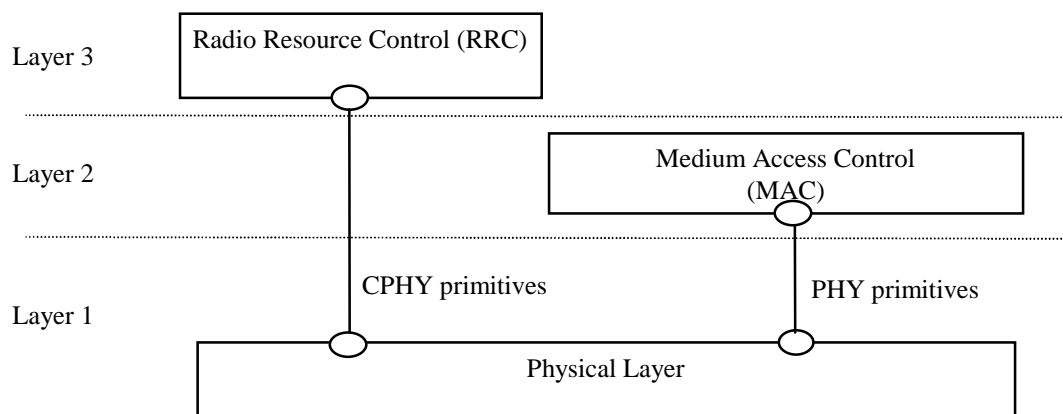 Radio Resource Control (RRC)
Layer 3
Medium Access Control
(MAC)
Layer 2
CPHY primitives
PHY primitives
Layer 1
Physical Layer